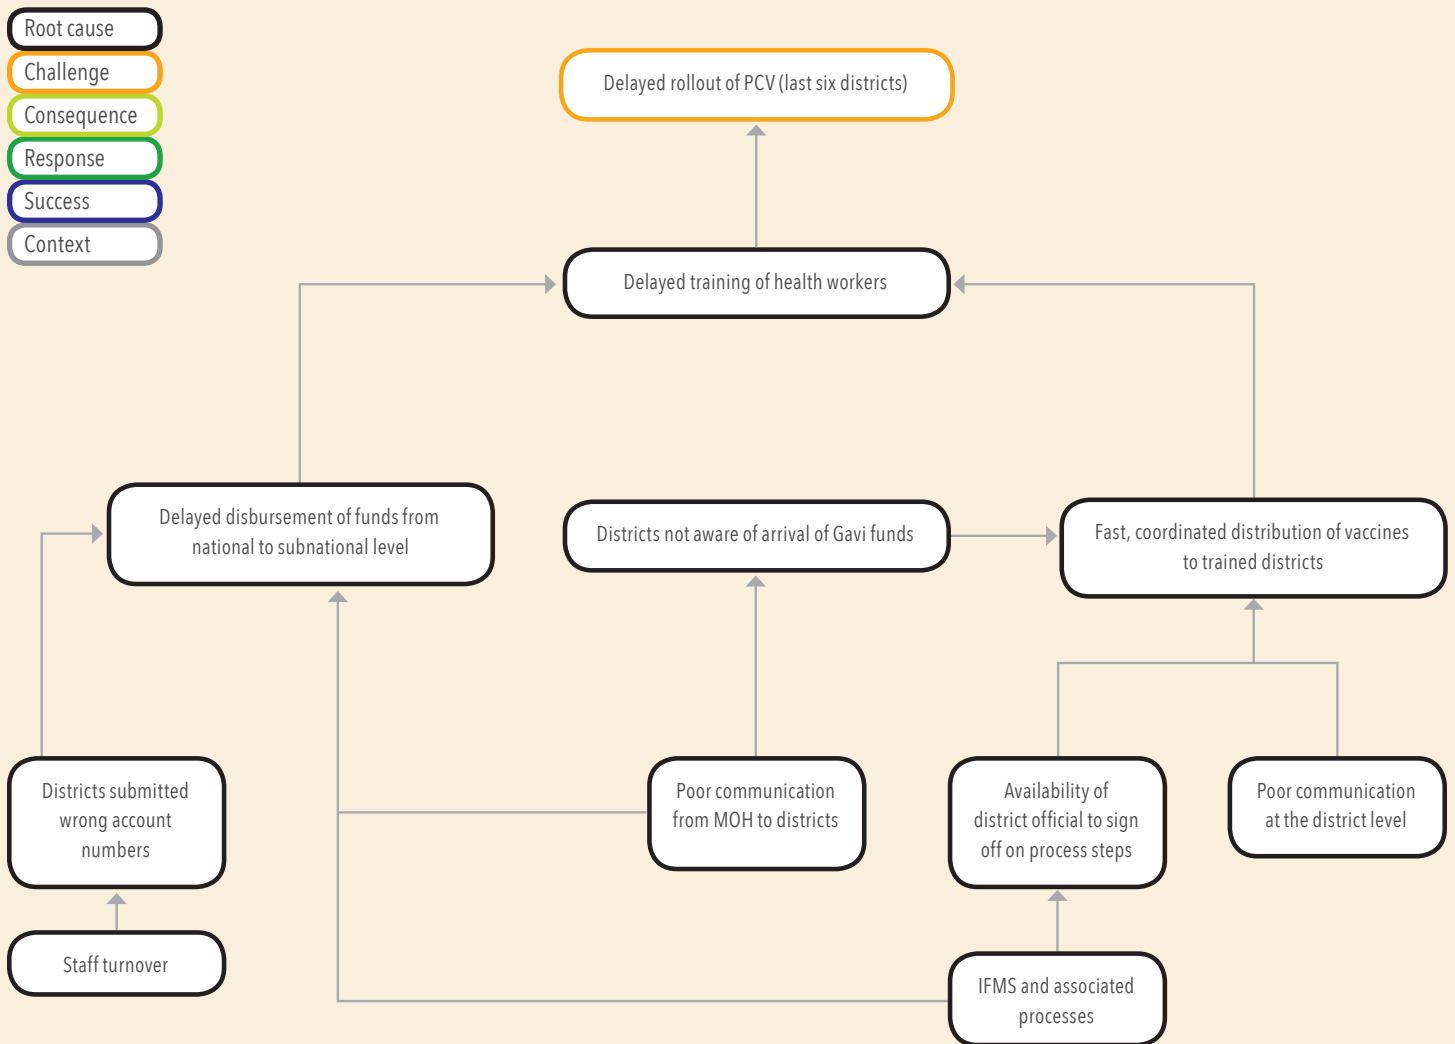 Root cause
Challenge
Consequence
Response
Success
Context
Delayed rollout of PCV (last six districts)
Delayed training of health workers
Delayed disbursement of funds from
national to subnational level
Districts not aware of arrival of Gavi funds
Fast, coordinated distribution of vaccines
to trained districts
Districts submitted
wrong account
numbers
Poor communication
from MOH to districts
Availability of
district official to sign
off on process steps
Poor communication
at the district level
Staff turnover
IFMS and associated
processes